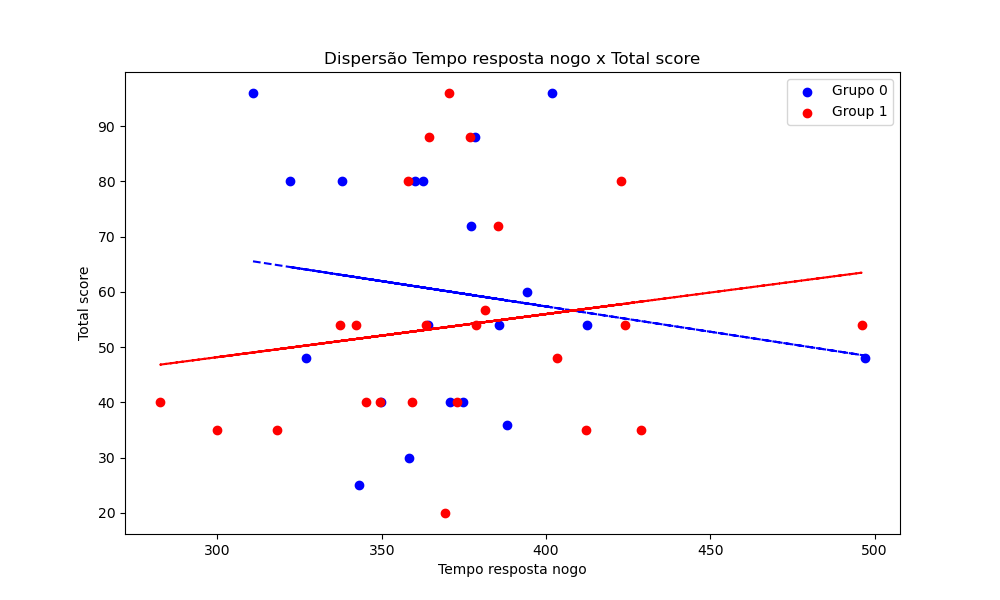 Dispersão Tempo resposta nogo x Total score
Grupo 0
Group 1
Total score
90
80
70
60
50
40
30
20
300
350
400
450
500
Tempo resposta nogo